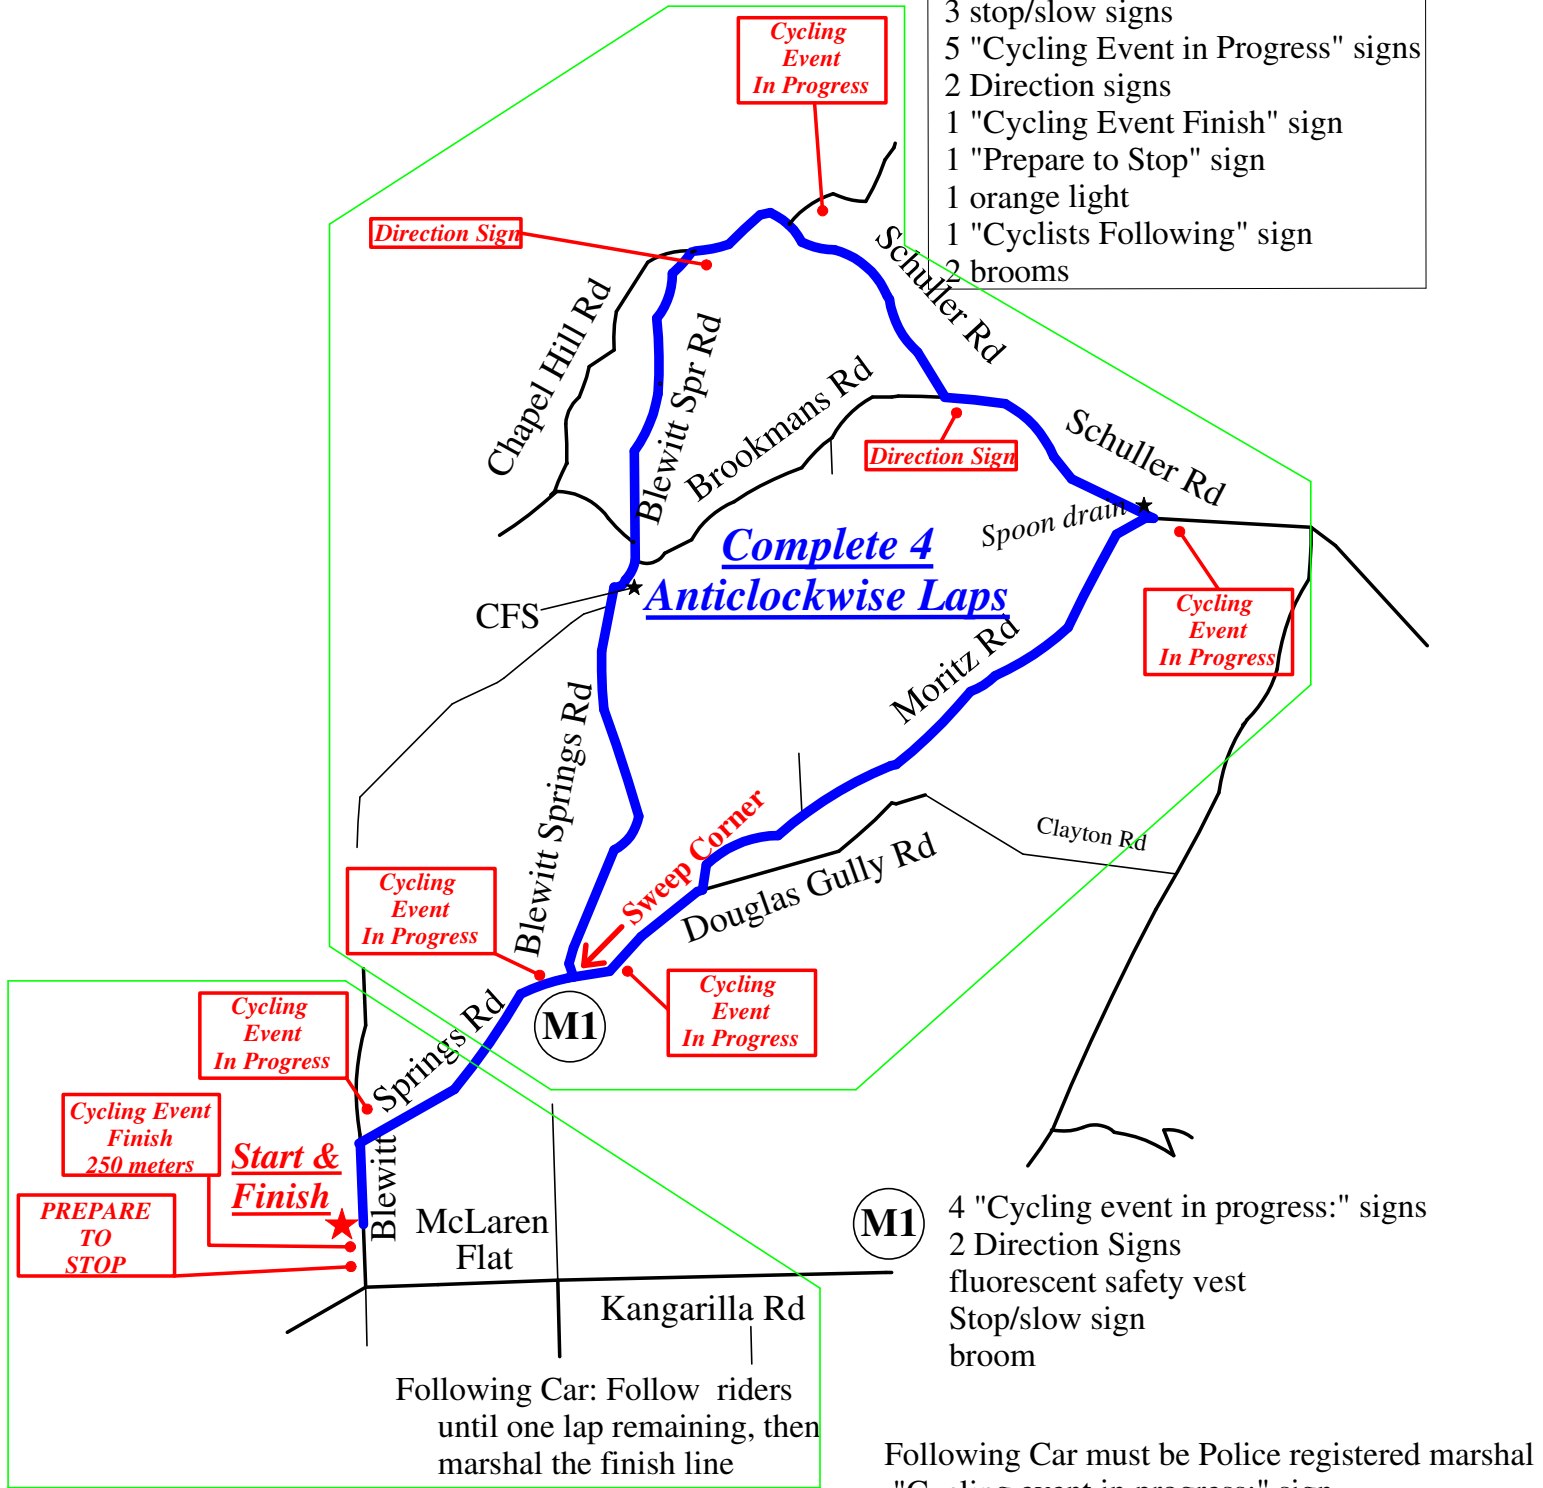 3 stop/slow signs
5 "Cycling Event in Progress" signs
2 Direction signs
1 "Cycling Event Finish" sign
1 "Prepare to Stop" sign
1 orange light
1 "Cyclists Following" sign
2 brooms
Cycling
Event
In Progress
Direction Sign
Schuller Rd
Chapel Hill Rd
Blewitt Spr Rd
Brookmans Rd
Direction Sign
Schuller Rd
Spoon drain
Complete 4
Anticlockwise Laps
CFS
Cycling
Event
In Progress
Moritz Rd
Blewitt Springs Rd
Sweep Corner
Clayton Rd
Douglas Gully Rd
Cycling
Event
In Progress
Cycling
Event
In Progress
M1
Cycling
Event
In Progress
Blewitt Springs Rd
Cycling Event
Finish
250 meters
Start &
Finish
PREPARE
TO
STOP
McLaren
Flat
Kangarilla Rd
M1
4 "Cycling event in progress:" signs
2 Direction Signs
fluorescent safety vest
Stop/slow sign
broom
Following Car: Follow riders
until one lap remaining, then
marshal the finish line
Following Car must be Police registered marshal
"Cycling event in progress:" sign